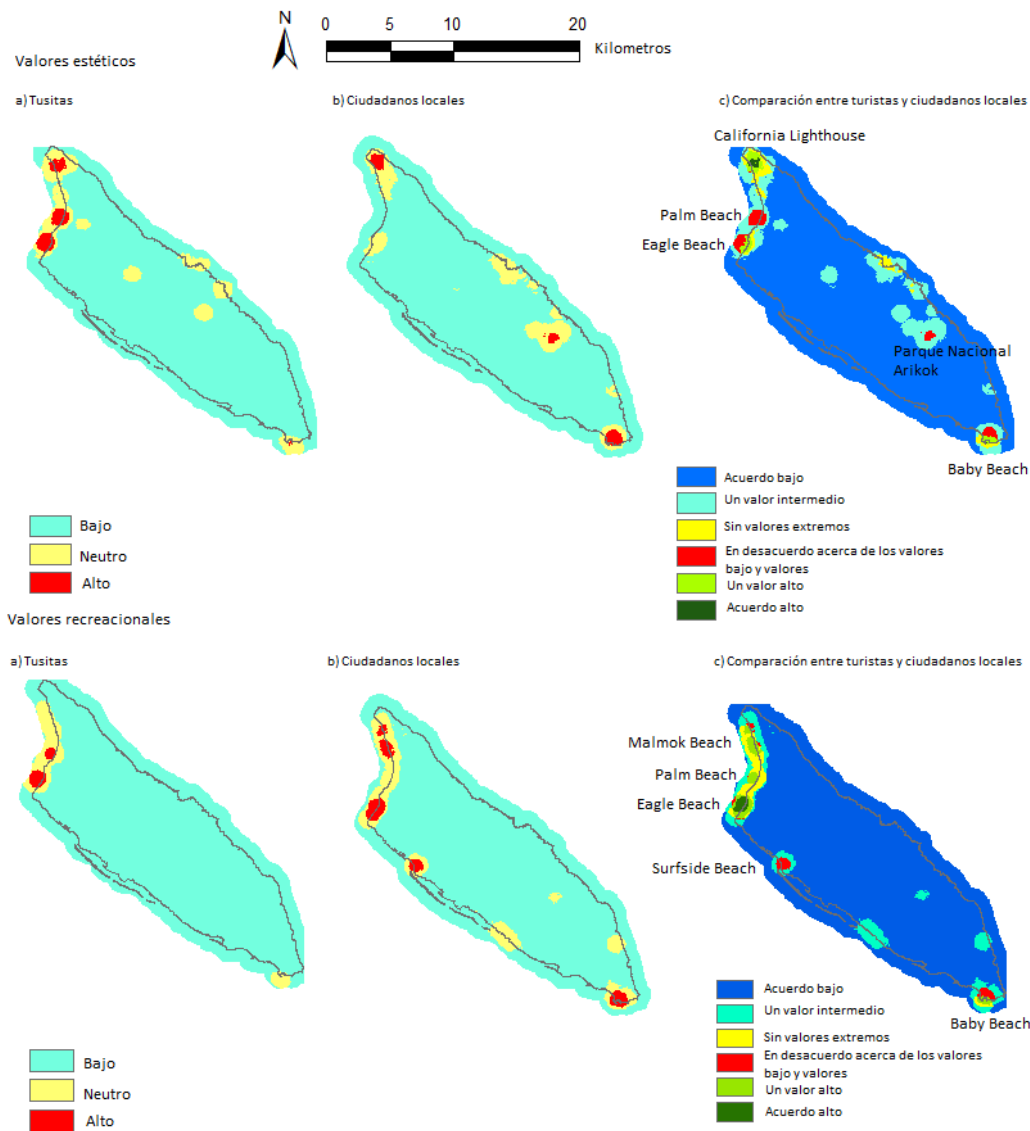 N
0 5 10 20
Kilometros
Valores estéticos
a) Tusitas
b) Ciudadanos locales
c) Comparación entre turistas y ciudadanos locales
California Lighthouse
Palm Beach
Eagle Beach
Parque Nacional
Arikok
Baby Beach
Bajo
Neutro
Alto
Acuerdo bajo
Un valor intermedio
Sin valores extremos
En desacuerdo acerca de los valores
bajo y valores
Un valor alto
Acuerdo alto
Valores recreacionales
a) Tusitas
b) Ciudadanos locales
c) Comparación entre turistas y ciudadanos locales
Malmok Beach
Palm Beach
Eagle Beach
Surfside Beach
Baby Beach
Bajo
Neutro
Alto
Acuerdo bajo
Un valor intermedio
Sin valores extremos
En desacuerdo acerca de los valores
bajo y valores
Un valor alto
Acuerdo alto